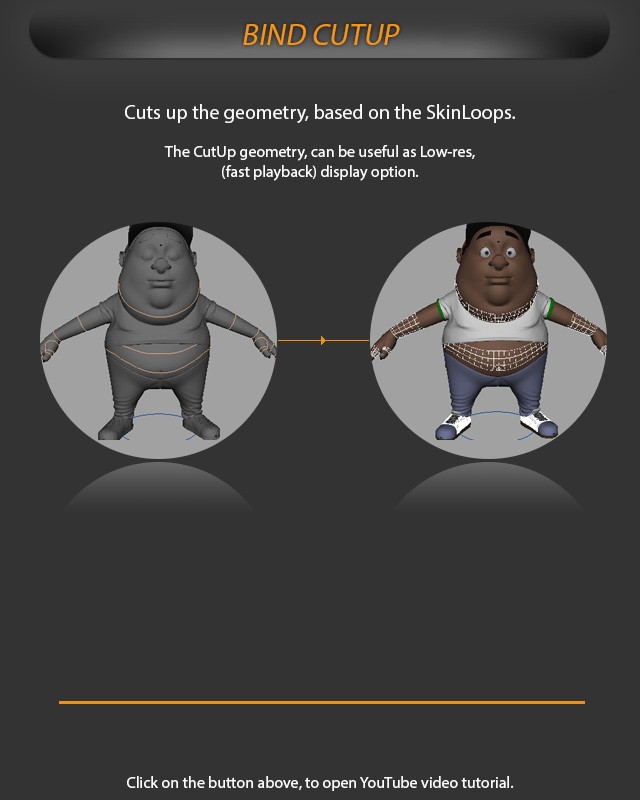 BIND CUTUP
Cuts up the geometry, based on the SkinLoops.
The CutUp geometry, can be useful as Low-res,
(fast playback) display option.
Click on the button above, to open YouTube video tutorial.